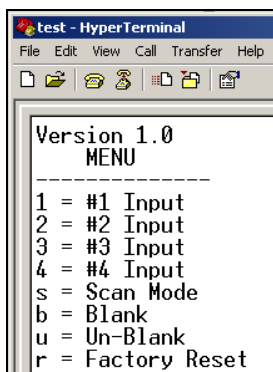 test - HyperTerminal
File Edit View Call Transfer Help
Version 1.0
MENU
--------------
1 = #1 Input
2 = #2 Input
3 = #3 Input
4 = #4 Input
s = Scan Mode
b = Blank
u = Un-Blank
r = Factory Reset